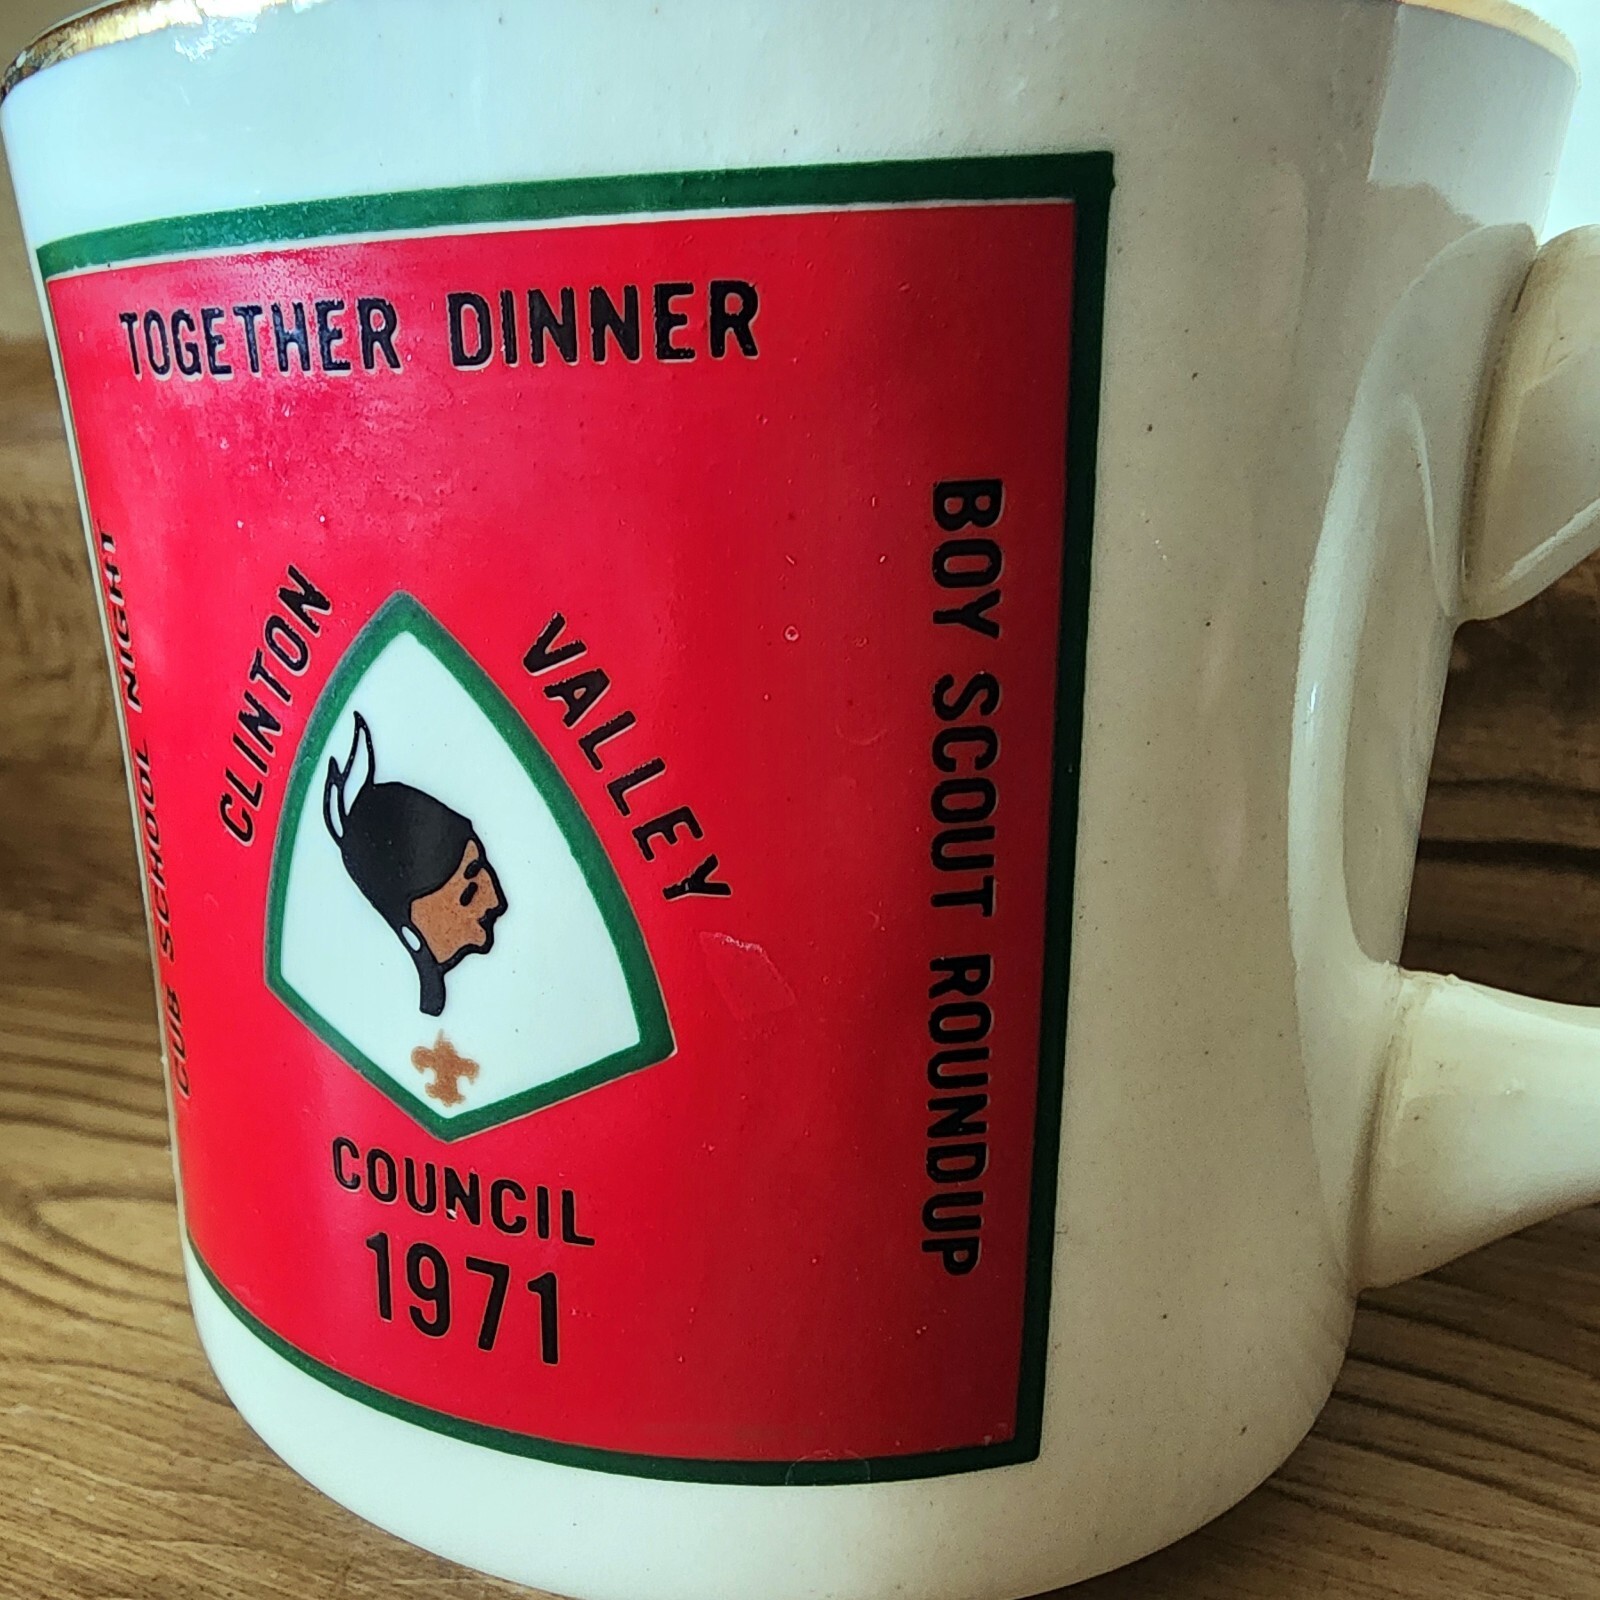 TOGETHER DINNER
CUB SCHOOL NIGHT
CLINTON
VALLEY
COUNCIL
1971
BOY SCOUT ROUNDUP